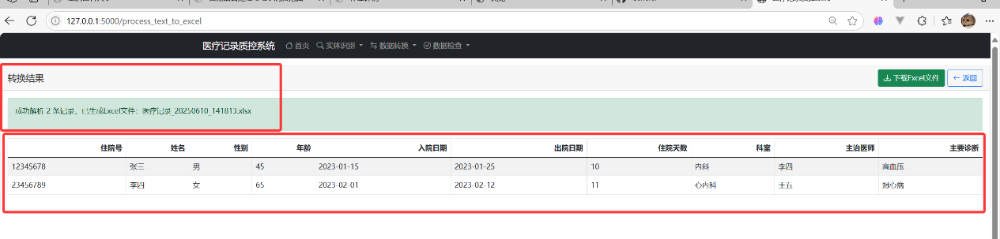 127.0.0.1:5000/process_text_to_excel
医疗记录质控系统 首页 实体识别 数据转换 数据检查
转换结果 下载Excel文件 ← 返回
成功解析 2 条记录，已生成Excel文件：医疗记录_20250610_141813.xlsx
住院号 姓名 性别 年龄 入院日期 出院日期 住院天数 科室 主治医师 主要诊断
12345678 张三 男 45 2023-01-15 2023-01-25 10 内科 李四 高血压
23456789 李四 女 65 2023-02-01 2023-02-12 11 心内科 王五 冠心病